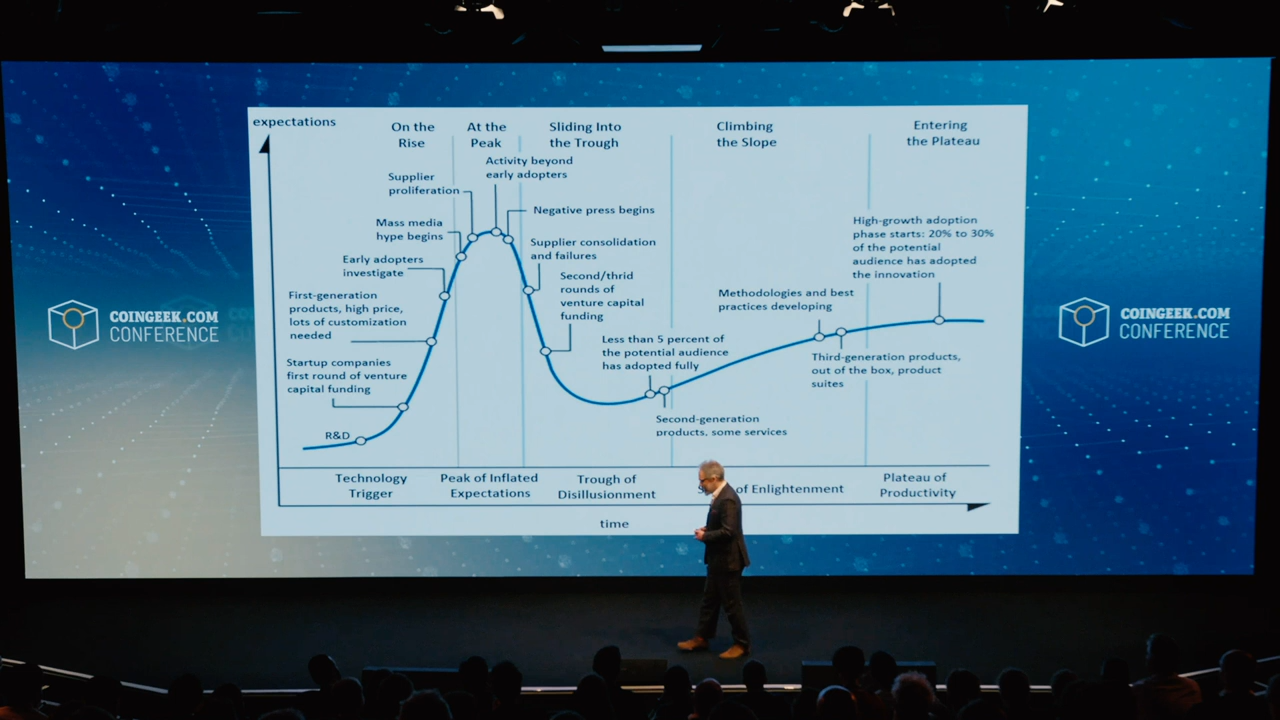 expectations
On the
Rise
At the
Peak
Sliding Into
the Trough
Climbing
the Slope
Entering
the Plateau
Activity beyond
early adopters
Supplier
proliferation
Negative press begins
Mass media
hype begins
Supplier consolidation
and failures
Early adopters
investigate
Second/thrid
rounds of
venture capital
funding
High-growth adoption
phase starts: 20% to 30%
of the potential
audience has adopted
the innovation
First-generation
products, high price,
lots of customization
needed
Methodologies and best
practices developing
Less than 5 percent of
the potential audience
has adopted fully
Third-generation products,
out of the box, product
suites
Startup companies
first round of venture
capital funding
Second-generation
products, some services
R&D
Technology
Trigger
Peak of Inflated
Expectations
Trough of
Disillusionment
of Enlightenment
Plateau of
Productivity
time
COINGEEK.COM
CONFERENCE
COINGEEK.COM
CONFERENCE